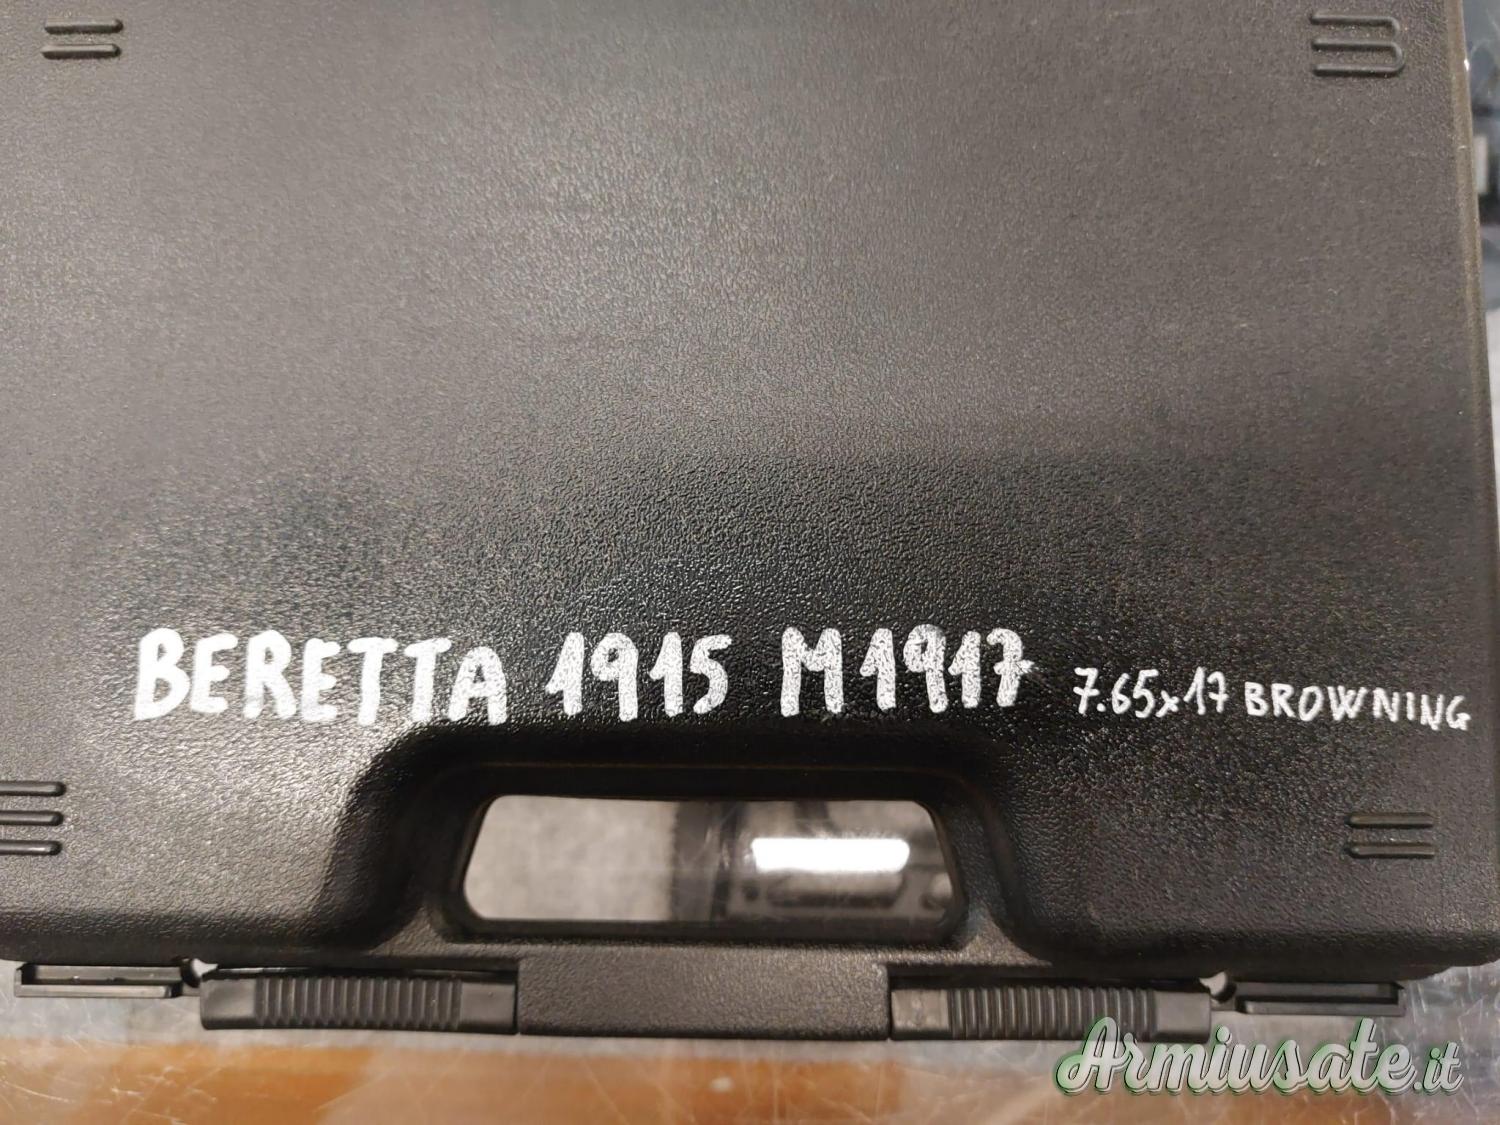 BERETTA 1915 M1917 7.65x17 BROWNING
Armiusate.it